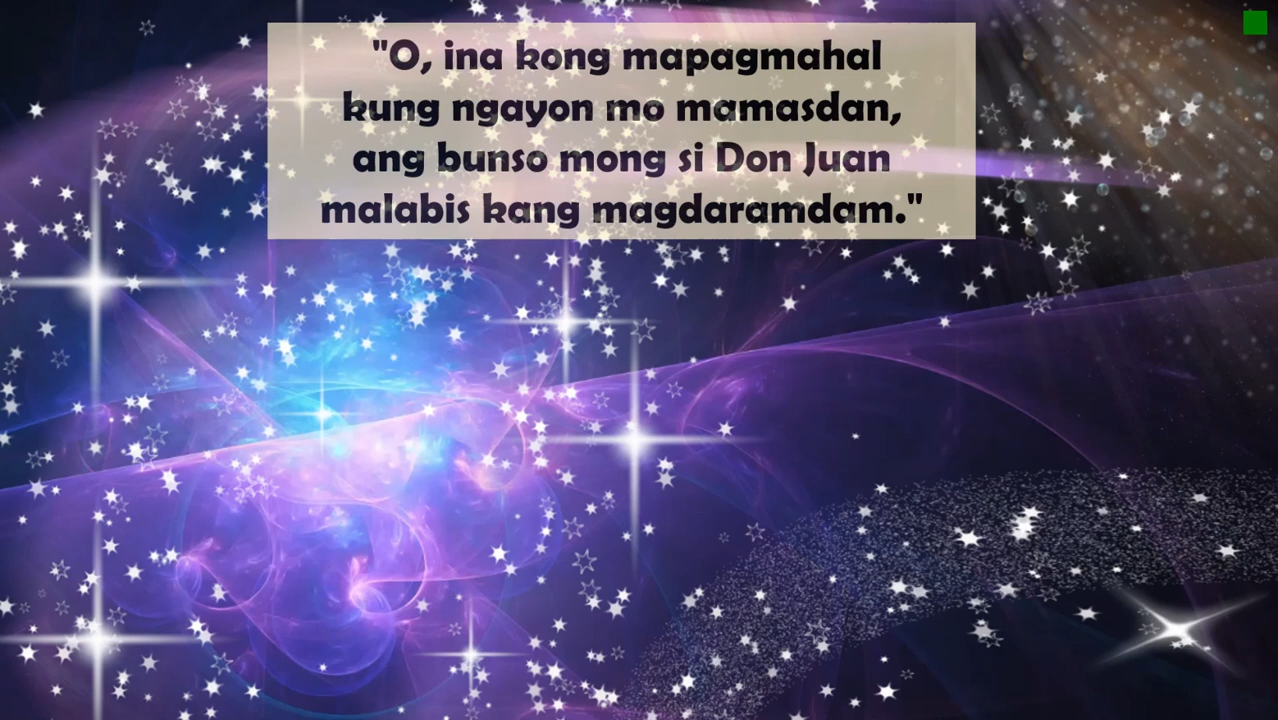 "O, ina kong mapagmahal
kung ngayon mo mamasdan,
ang bunso mong si Don Juan
malabis kang magdaramdam."